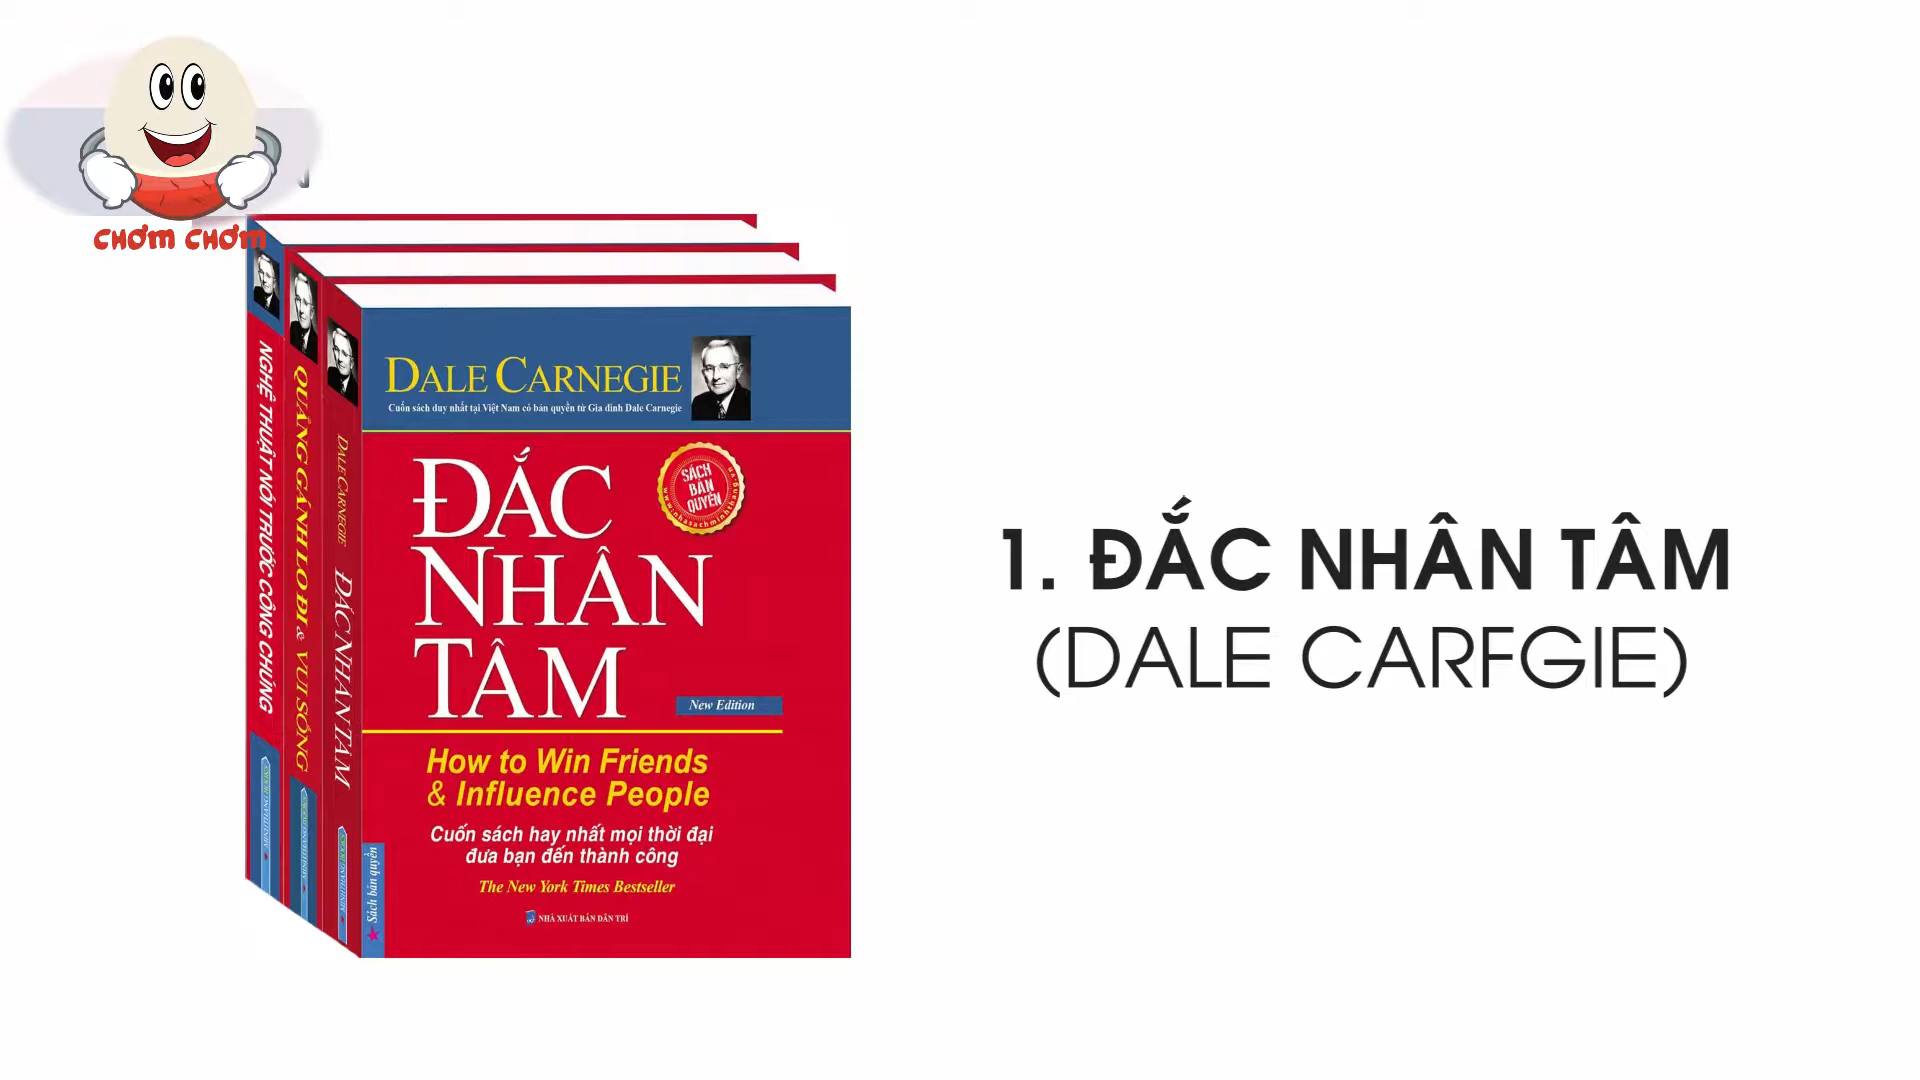 CHƠM CHƠM
NGHỆ THUẬT NÓI TRƯỚC CÔNG CHÚNG
QUẲNG GÁNH LO ĐI & VUI SỐNG
DALE CARNEGIE ĐẮC NHÂN TÂM
DALE CARNEGIE
Cuốn sách duy nhất tại Việt Nam có bản quyền từ Gia đình Dale Carnegie
ĐẮC
NHÂN
TÂM
SÁCH
BẢN
QUYỀN
New Edition
How to Win Friends
& Influence People
Cuốn sách hay nhất mọi thời đại
đưa bạn đến thành công
The New York Times Bestseller
NHÀ XUẤT BẢN DÂN TRÍ
Sách bản quyền
1. ĐẮC NHÂN TÂM
(DALE CARFGIE)